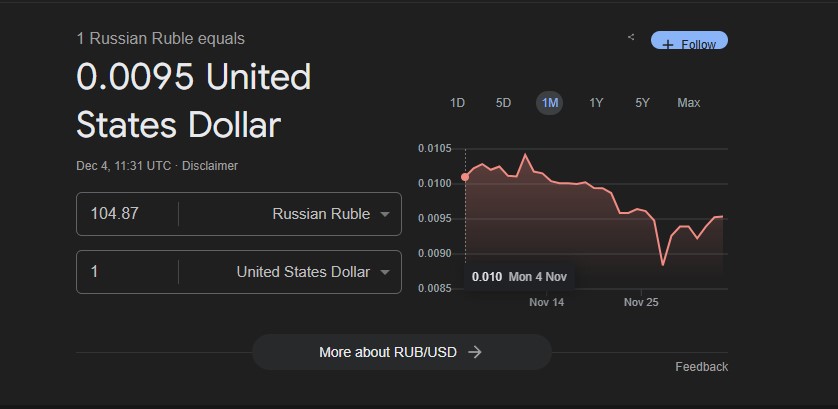 1 Russian Ruble equals
0.0095 United
States Dollar
Dec 4, 11:31 UTC · Disclaimer
104.87 Russian Ruble
1 United States Dollar
+ Follow
1D 5D 1M 1Y 5Y Max
0.0105
0.0100
0.0095
0.0090
0.0085
0.010 Mon 4 Nov
Nov 14 Nov 25
More about RUB/USD →
Feedback